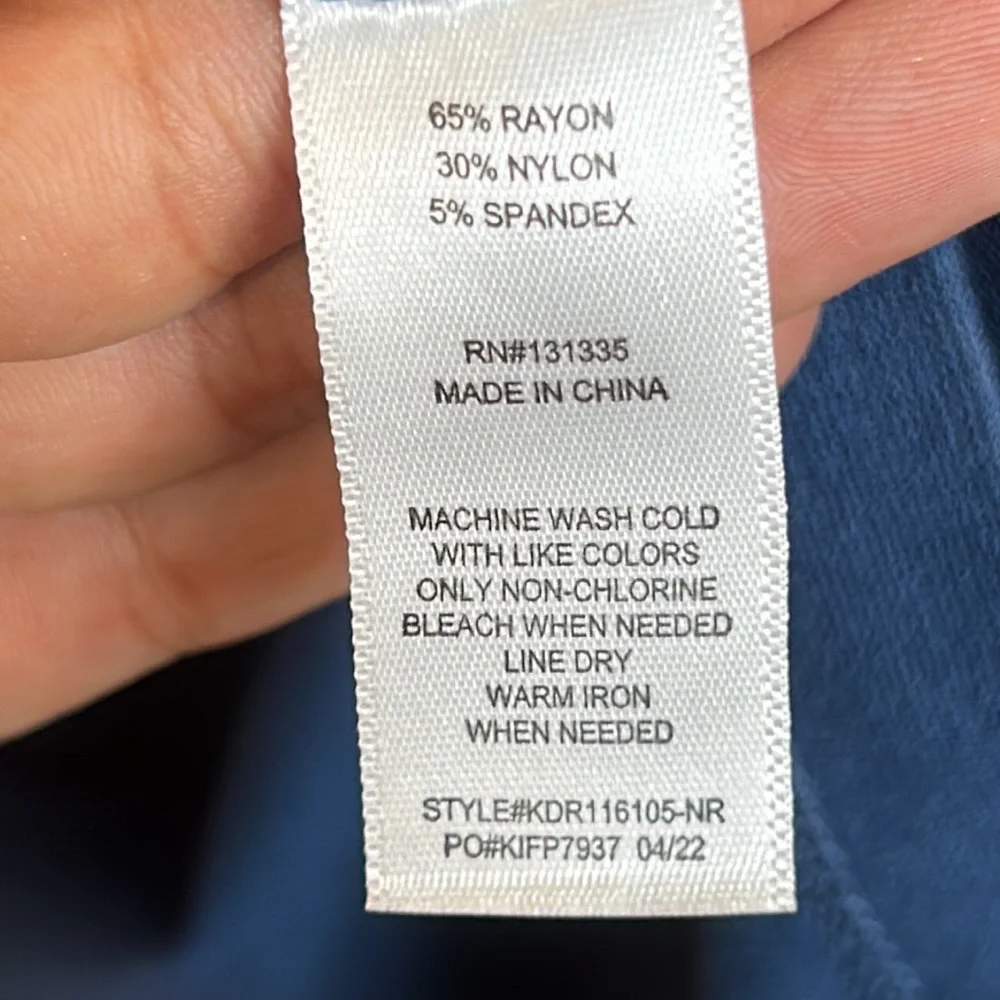 65% RAYON
30% NYLON
5% SPANDEX
RN#131335
MADE IN CHINA
MACHINE WASH COLD
WITH LIKE COLORS
ONLY NON-CHLORINE
BLEACH WHEN NEEDED
LINE DRY
WARM IRON
WHEN NEEDED
STYLE#KDR116105-NR
PO#KIFP7937 04/22